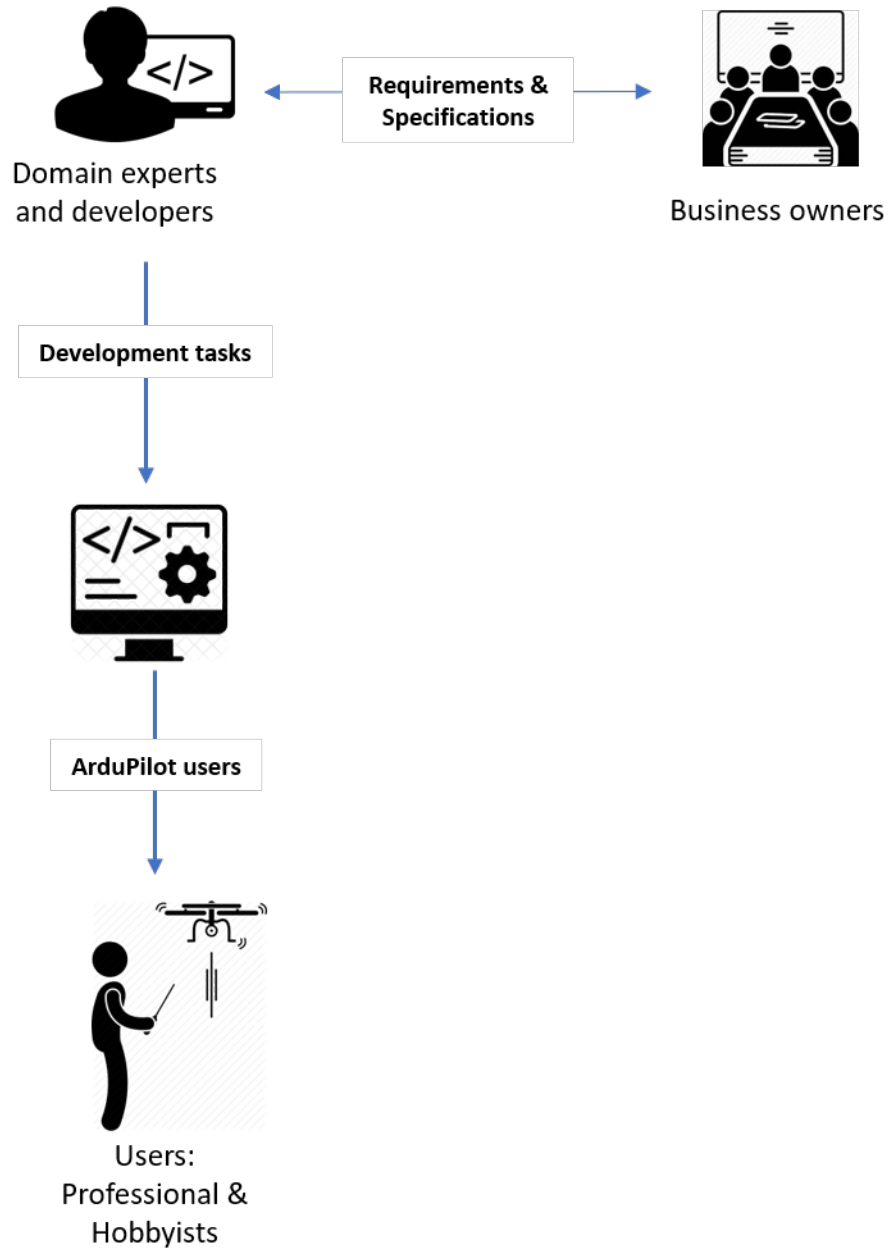 </>
Requirements &
Specifications
Domain experts
and developers
Business owners
Development tasks
</>
ArduPilot users
Users:
Professional &
Hobbyists